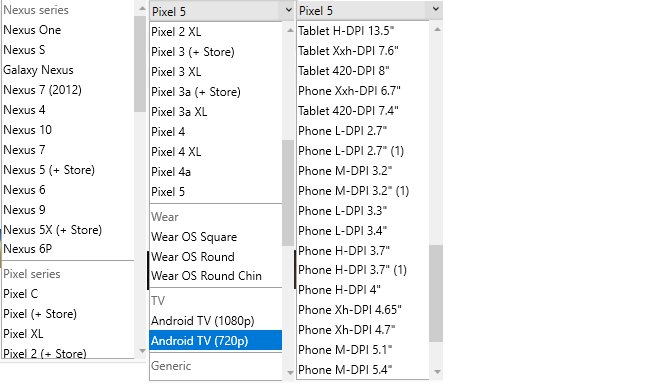 Nexus series
Nexus One
Nexus S
Galaxy Nexus
Nexus 7 (2012)
Nexus 4
Nexus 10
Nexus 7
Nexus 5 (+ Store)
Nexus 6
Nexus 9
Nexus 5X (+ Store)
Nexus 6P
Pixel series
Pixel C
Pixel (+ Store)
Pixel XL
Pixel 2 (+ Store)
Pixel 5
Pixel 2 XL
Pixel 3 (+ Store)
Pixel 3 XL
Pixel 3a (+ Store)
Pixel 3a XL
Pixel 4
Pixel 4 XL
Pixel 4a
Pixel 5
Wear
Wear OS Square
Wear OS Round
Wear OS Round Chin
TV
Android TV (1080p)
Android TV (720p)
Generic
Pixel 5
Tablet H-DPI 13.5"
Tablet Xxh-DPI 7.6"
Tablet 420-DPI 8"
Phone Xxh-DPI 6.7"
Tablet 420-DPI 7.4"
Phone L-DPI 2.7"
Phone L-DPI 2.7" (1)
Phone M-DPI 3.2"
Phone M-DPI 3.2" (1)
Phone L-DPI 3.3"
Phone L-DPI 3.4"
Phone H-DPI 3.7"
Phone H-DPI 3.7" (1)
Phone H-DPI 4"
Phone Xh-DPI 4.65"
Phone Xh-DPI 4.7"
Phone M-DPI 5.1"
Phone M-DPI 5.4"